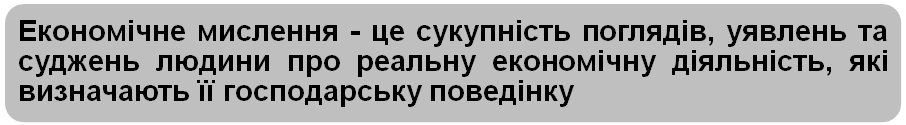 Економічне мислення - це сукупність поглядів, уявлень та
суджень людини про реальну економічну діяльність, які
визначають її господарську поведінку